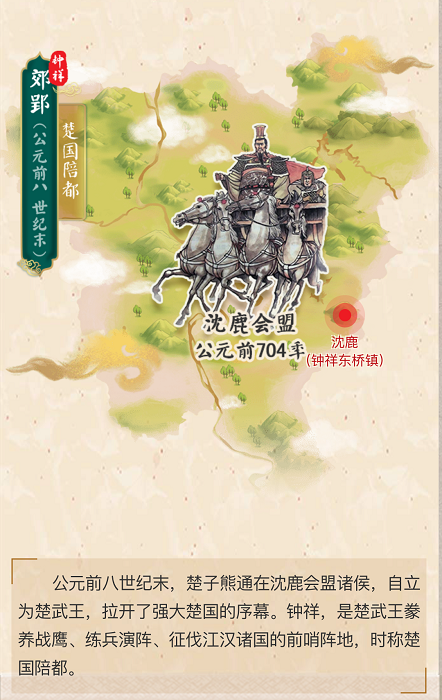 钟祥
郊郢(公元前八世纪末)
楚国陪都
沈鹿会盟
公元前704年
沈鹿
(钟祥东桥镇)
公元前八世纪末，楚子熊通在沈鹿会盟诸侯，自立
为楚武王，拉开了强大楚国的序幕。钟祥，是楚武王豢
养战鹰、练兵演阵、征伐江汉诸国的前哨阵地，时称楚
国陪都。